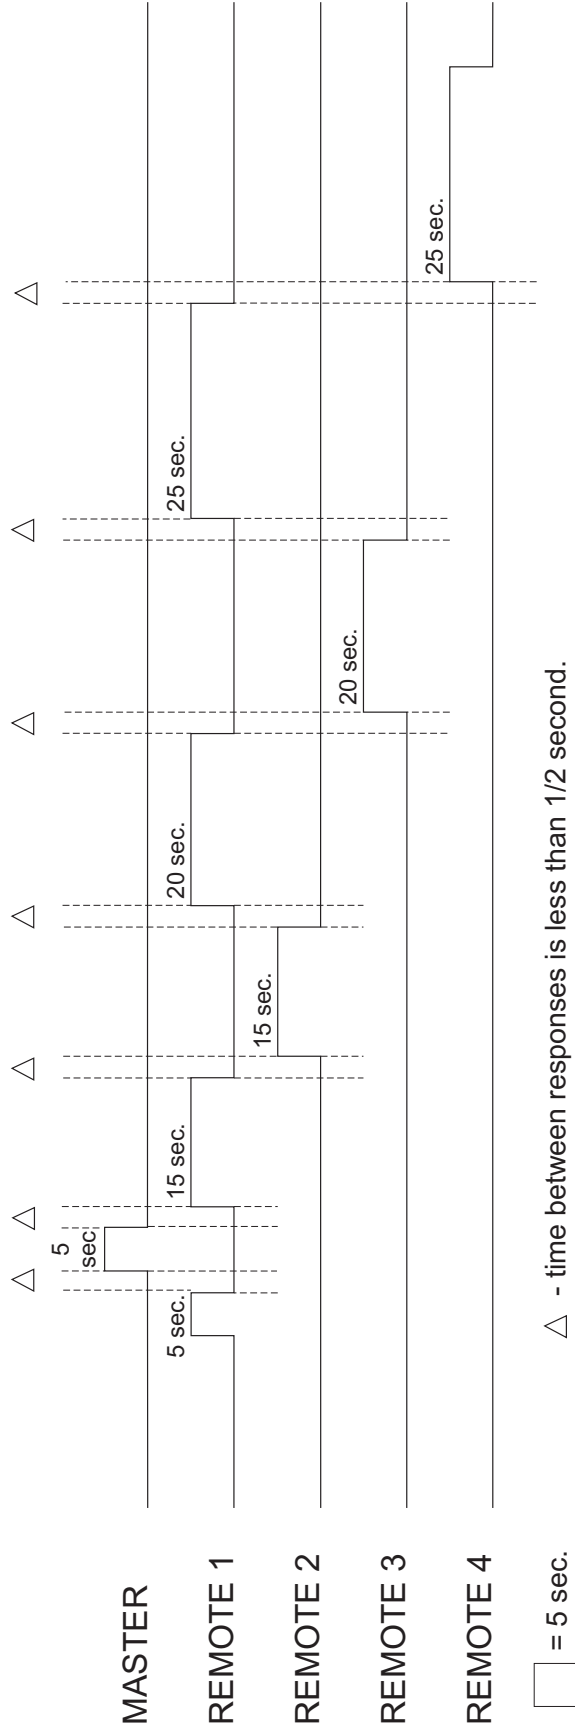 △ △ △ △ △ △ △
MASTER 5 sec
REMOTE 1 5 sec. 15 sec. 20 sec. 25 sec.
REMOTE 2 15 sec.
REMOTE 3 20 sec.
REMOTE 4 25 sec.
= 5 sec. △ - time between responses is less than 1/2 second.